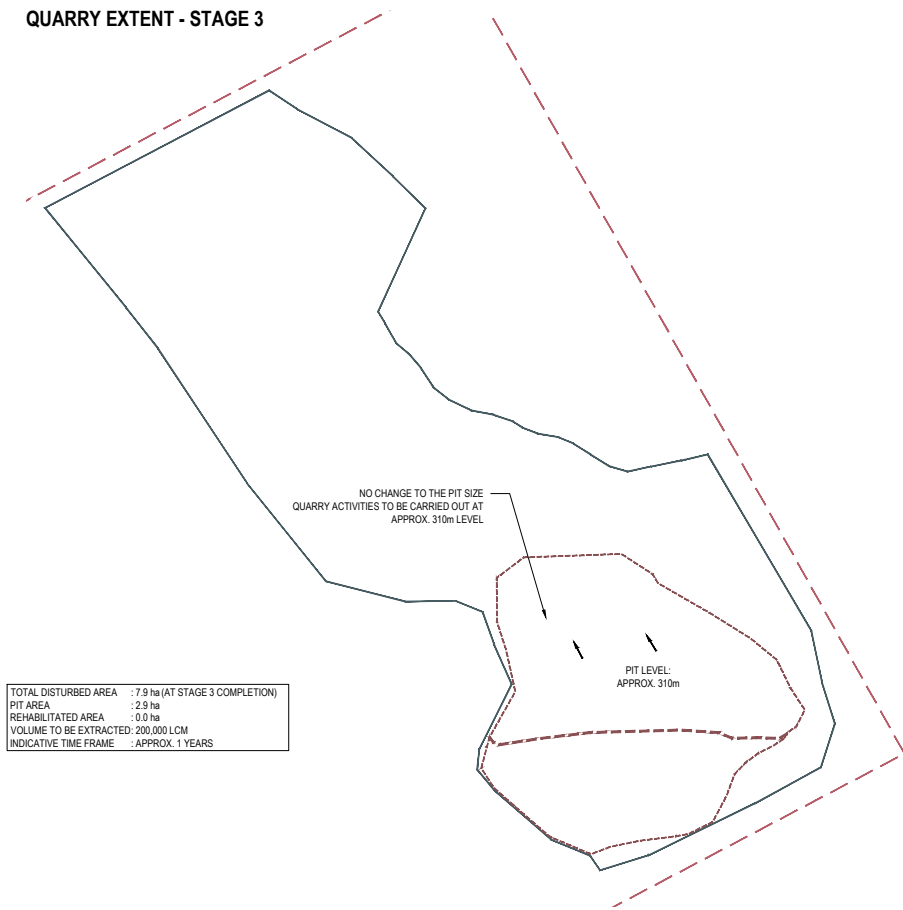 QUARRY EXTENT - STAGE 3
NO CHANGE TO THE PIT SIZE
QUARRY ACTIVITIES TO BE CARRIED OUT AT
APPROX. 310m LEVEL
PIT LEVEL:
APPROX. 310m
TOTAL DISTURBED AREA : 7.9 ha (AT STAGE 3 COMPLETION)
PIT AREA : 2.9 ha
REHABILITATED AREA : 0.0 ha
VOLUME TO BE EXTRACTED: 200,000 LCM
INDICATIVE TIME FRAME : APPROX. 1 YEARS